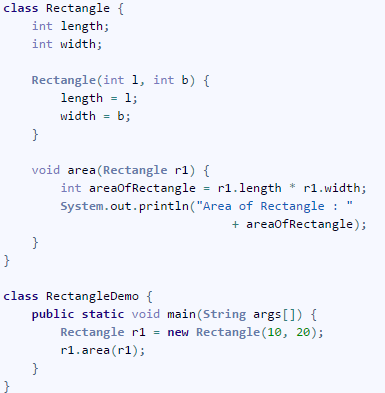 class Rectangle {
    int length;
    int width;

    Rectangle(int l, int b) {
        length = l;
        width = b;
    }

    void area(Rectangle r1) {
        int areaOfRectangle = r1.length * r1.width;
        System.out.println("Area of Rectangle : "
                                + areaOfRectangle);
    }
}

class RectangleDemo {
    public static void main(String args[]) {
        Rectangle r1 = new Rectangle(10, 20);
        r1.area(r1);
    }
}